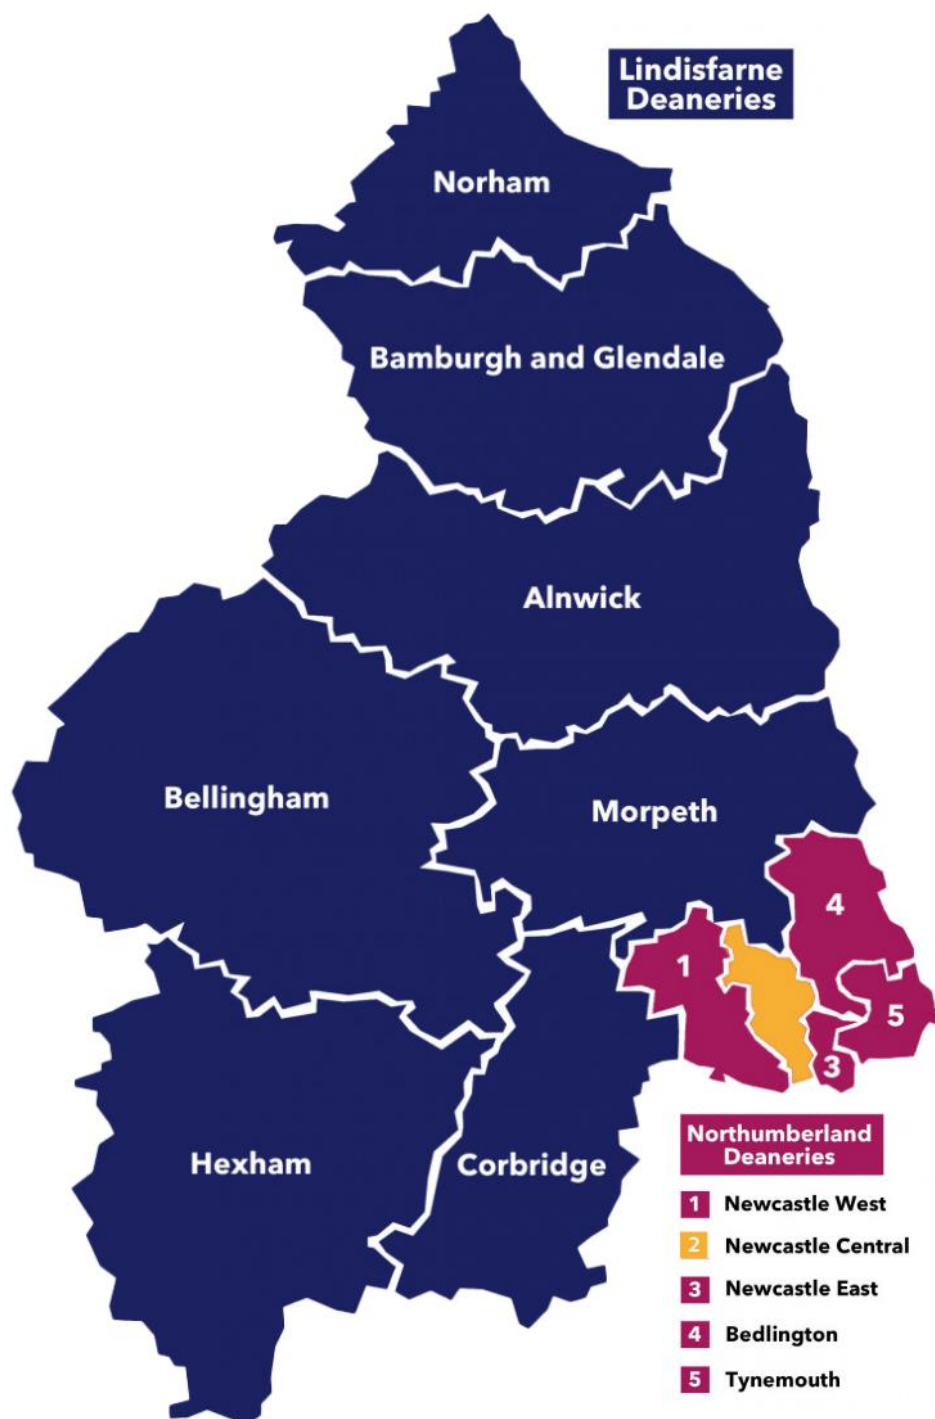 Lindisfarne
Deaneries
Norham
Bamburgh and Glendale
Alnwick
Bellingham
Morpeth
4
1
5
3
Hexham
Corbridge
Northumberland
Deaneries
1 Newcastle West
2 Newcastle Central
3 Newcastle East
4 Bedlington
5 Tynemouth